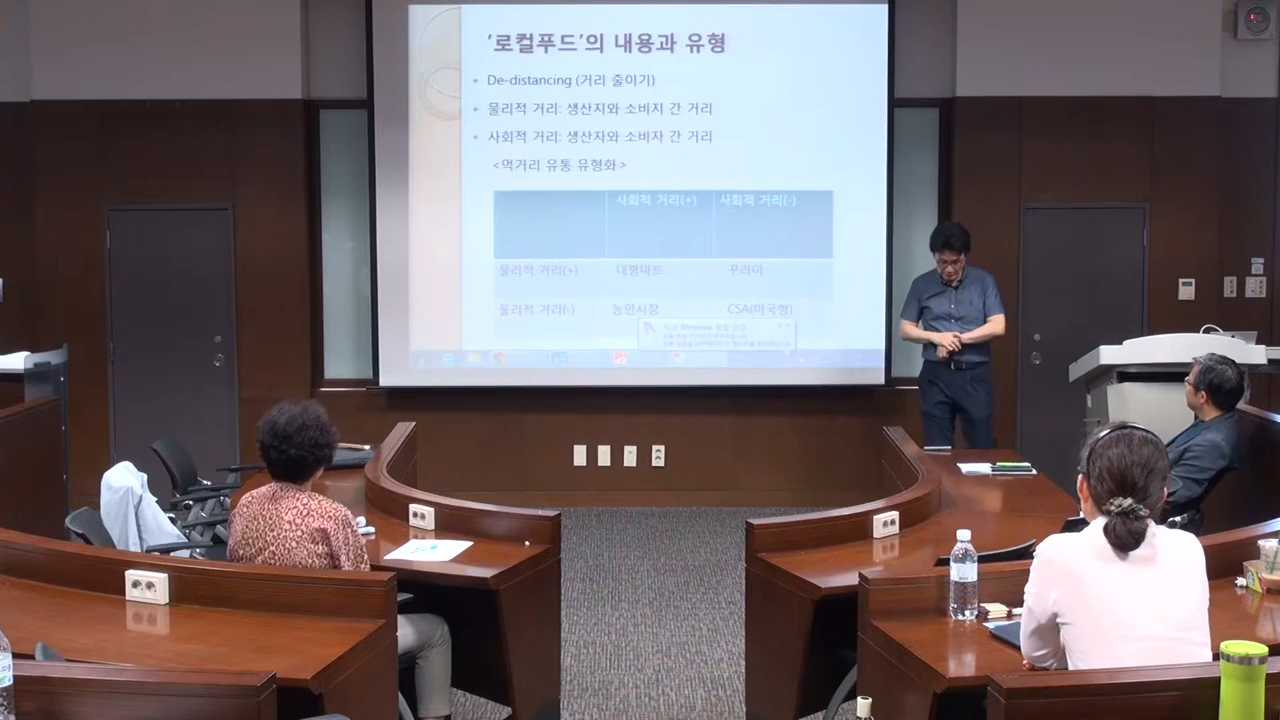 ‘로컬푸드’의 내용과 유형
• De-distancing (거리 줄이기)
• 물리적 거리: 생산지와 소비지 간 거리
• 사회적 거리: 생산자와 소비자 간 거리
<먹거리 유통 유형화>
사회적 거리(+) 사회적 거리(-)
물리적 거리(+) 대형마트 꾸러미
물리적 거리(-) 농민시장 CSA(미국형)